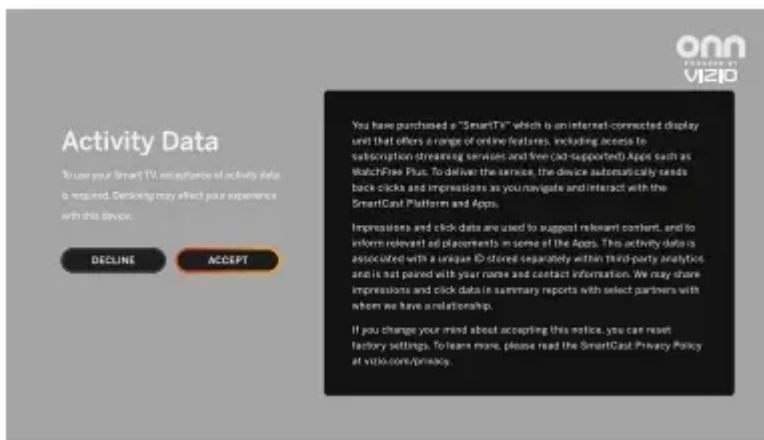 onn
POWERED BY
VIZIO
Activity Data
To use your Smart TV, acceptance of activity data
is required. Declining may affect your experience
with this device.
DECLINE
ACCEPT
You have purchased a "SmartTV" which is an internet-connected display
unit that offers a range of online features, including access to
subscription streaming services and free (ad-supported) Apps such as
WatchFree Plus. To deliver the service, the device automatically sends
back clicks and impressions as you navigate and interact with the
SmartCast Platform and Apps.
Impressions and click data are used to suggest relevant content, and to
inform relevant ad placements in some of the Apps. This activity data is
associated with a unique ID stored separately within third-party analytics
and is not paired with your name and contact information. We may share
impressions and click data in summary reports with select partners with
whom we have a relationship.
If you change your mind about accepting this notice, you can reset
factory settings. To learn more, please read the SmartCast Privacy Policy
at vizio.com/privacy.